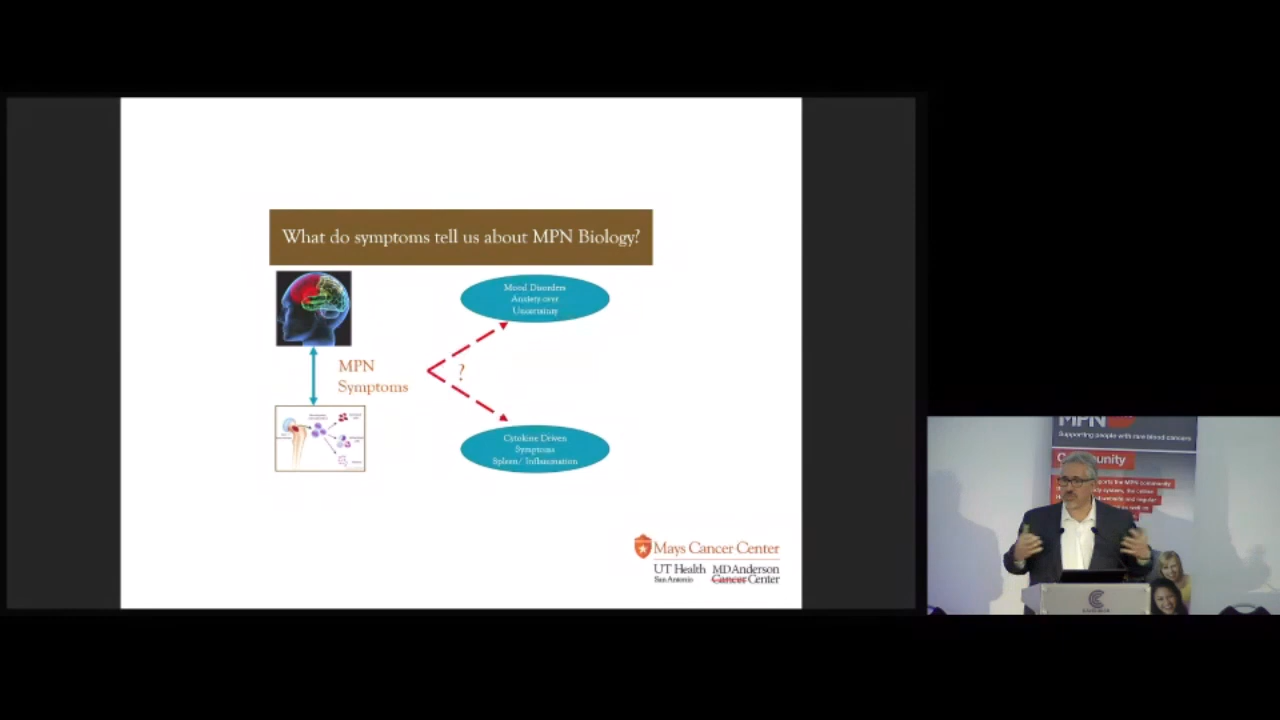 What do symptoms tell us about MPN Biology?
Mood Disorders
Anxiety over
Uncertainty
MPN
Symptoms
?
Cytokine Driven
Symptoms
Spleen/ Inflammation
Mays Cancer Center
UT Health
San Antonio
MDAnderson
Cancer Center
MPN
Supporting people with rare blood cancers
the MPN community